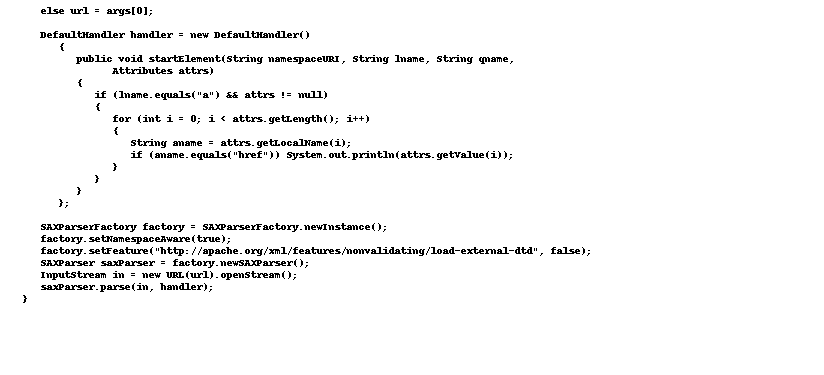 else url = args[0];
DefaultHandler handler = new DefaultHandler()
{
public void startElement(String namespaceURI, String lname, String qname,
Attributes attrs)
{
if (lname.equals("a") && attrs != null)
{
for (int i = 0; i < attrs.getLength(); i++)
{
String aname = attrs.getLocalName(i);
if (aname.equals("href")) System.out.println(attrs.getValue(i));
}
}
}
};
SAXParserFactory factory = SAXParserFactory.newInstance();
factory.setNamespaceAware(true);
factory.setFeature("http://apache.org/xml/features/nonvalidating/load-external-dtd", false);
SAXParser saxParser = factory.newSAXParser();
InputStream in = new URL(url).openStream();
saxParser.parse(in, handler);
}